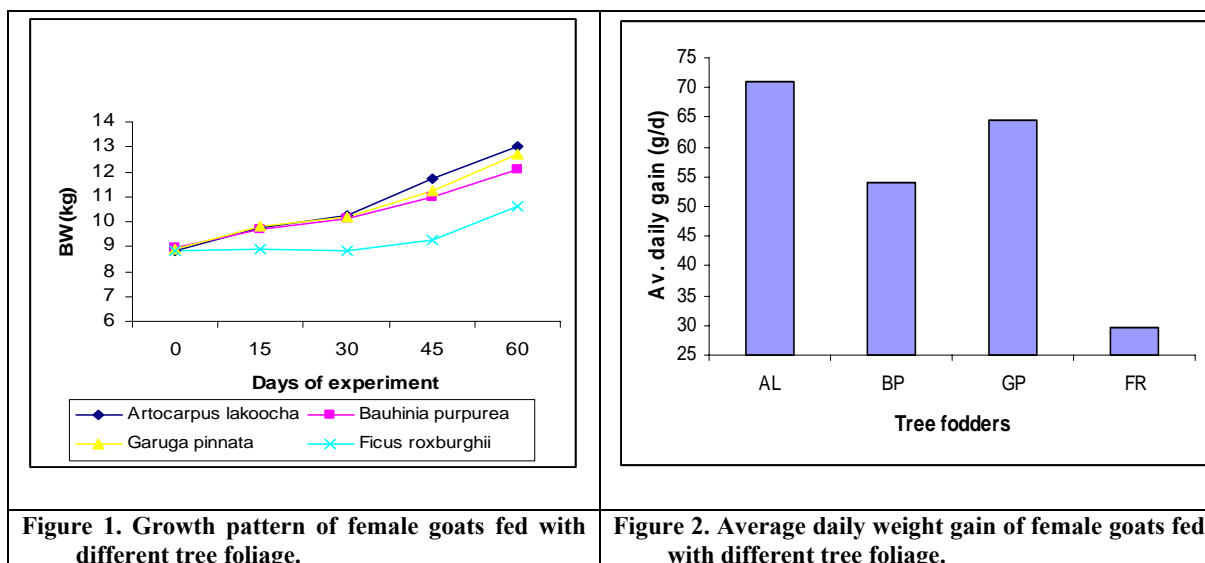 14
13
12
11
10
9
8
7
6
BW(kg)
0 15 30 45 60
Days of experiment
Artocarpus lakoocha Bauhinia purpurea
Garuga pinnata Ficus roxburghii
75
70
65
60
55
50
45
40
35
30
25
Av. daily gain (g/d)
AL BP GP FR
Tree fodders
Figure 1. Growth pattern of female goats fed with
different tree foliage.
Figure 2. Average daily weight gain of female goats fed
with different tree foliage.